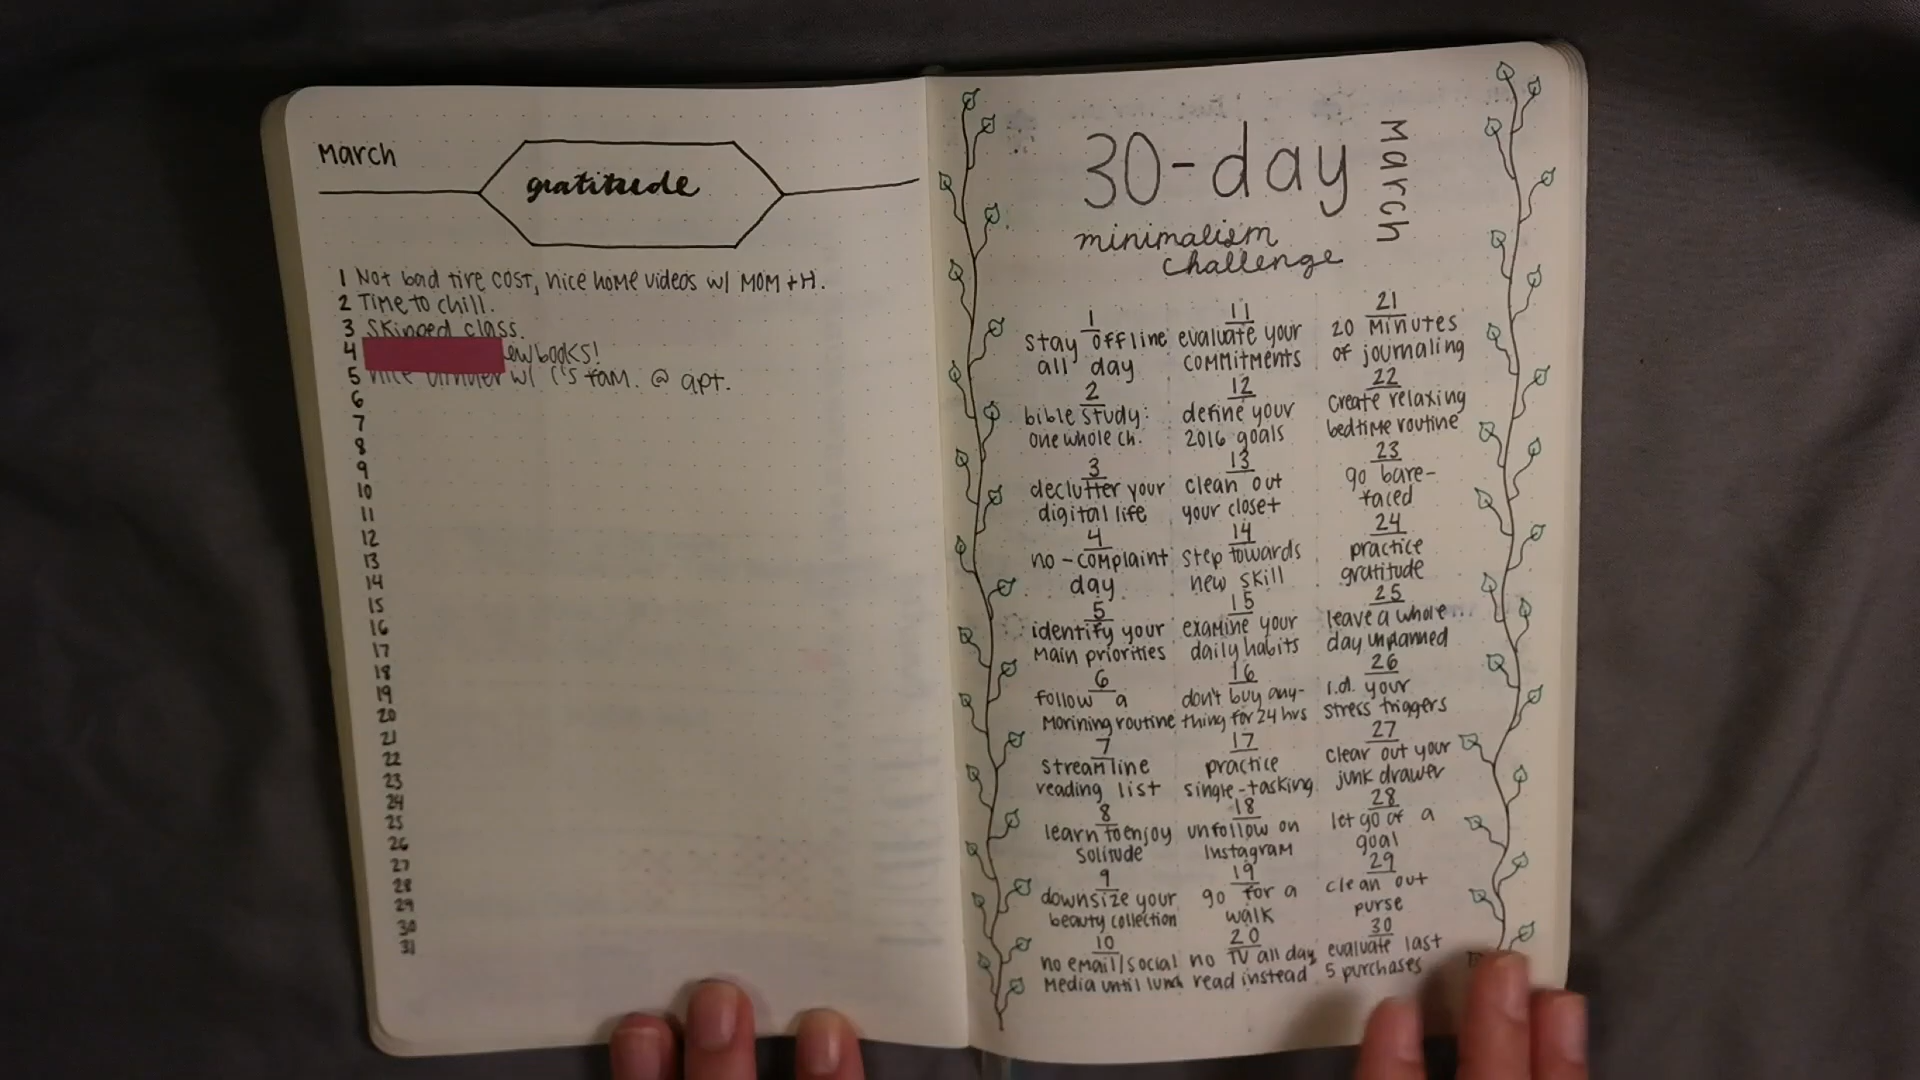 March
gratitude
1 Not bad tire cost, nice home videos w/ MOM + H.
2 Time to chill.
3 Skipped class.
4 ew books!
5 nice dinner w/ C's fam. @ apt.
6
7
8
9
10
11
12
13
14
15
16
17
18
19
20
21
22
23
24
25
26
27
28
29
30
31
30-day
March
minimalism
challenge
1
stay offline
all day
2
bible study:
one whole ch.
3
declutter your
digital life
4
no-complaint
day
5
identify your
main priorities
6
follow a
morining routine
7
streamline
reading list
8
learn to enjoy
solitude
9
downsize your
beauty collection
10
no email/social
media until lunch
11
evaluate your
commitments
12
define your
2016 goals
13
clean out
your closet
14
step towards
new skill
15
examine your
daily habits
16
don't buy any-
thing for 24 hrs
17
practice
single-tasking
18
unfollow on
Instagram
19
go for a
walk
20
no TV all day
read instead
21
20 minutes
of journaling
22
create relaxing
bedtime routine
23
go bare-
faced
24
practice
gratitude
25
leave a whole
day unplanned
26
i.d. your
stress triggers
27
clear out your
junk drawer
28
let go of a
goal
29
clean out
purse
30
evaluate last
5 purchases